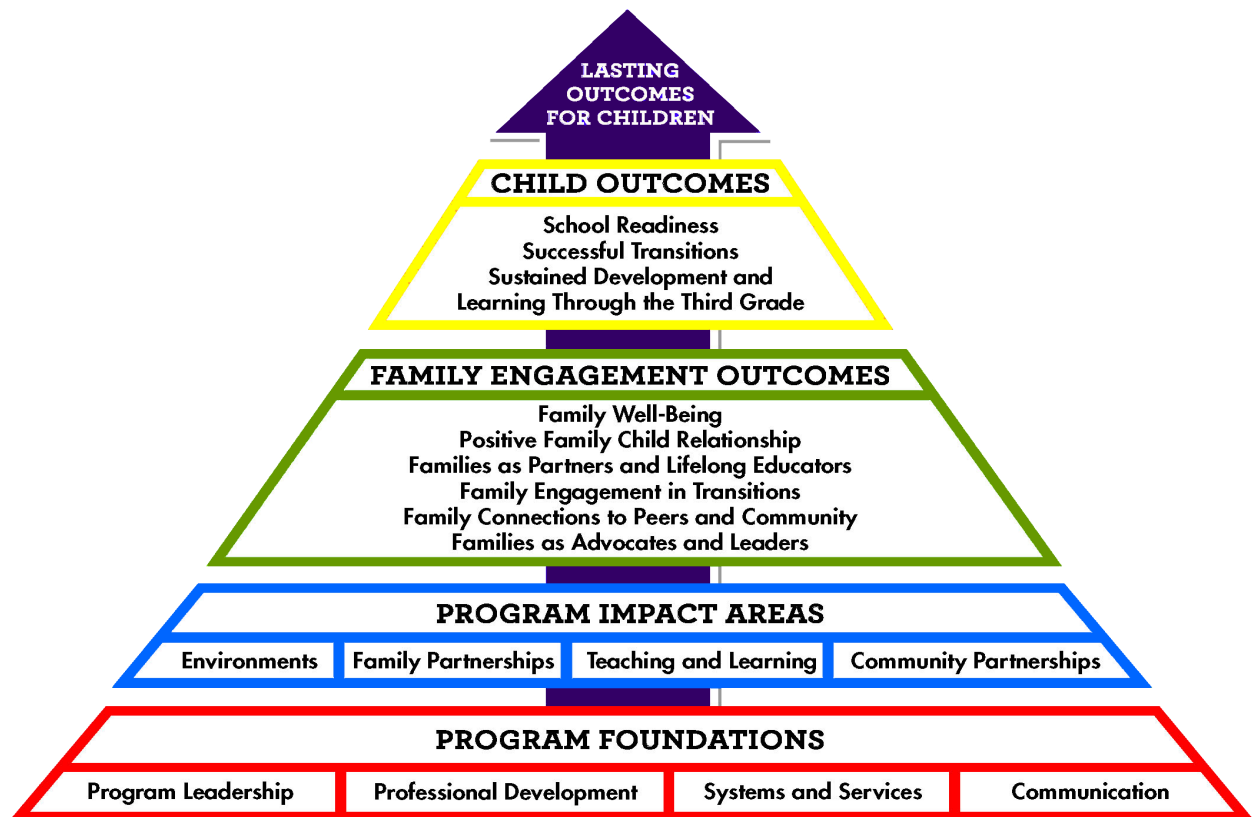 LASTING
OUTCOMES
FOR CHILDREN
CHILD OUTCOMES
School Readiness
Successful Transitions
Sustained Development and
Learning Through the Third Grade
FAMILY ENGAGEMENT OUTCOMES
Family Well-Being
Positive Family Child Relationship
Families as Partners and Lifelong Educators
Family Engagement in Transitions
Family Connections to Peers and Community
Families as Advocates and Leaders
PROGRAM IMPACT AREAS
Environments
Family Partnerships
Teaching and Learning
Community Partnerships
PROGRAM FOUNDATIONS
Program Leadership
Professional Development
Systems and Services
Communication